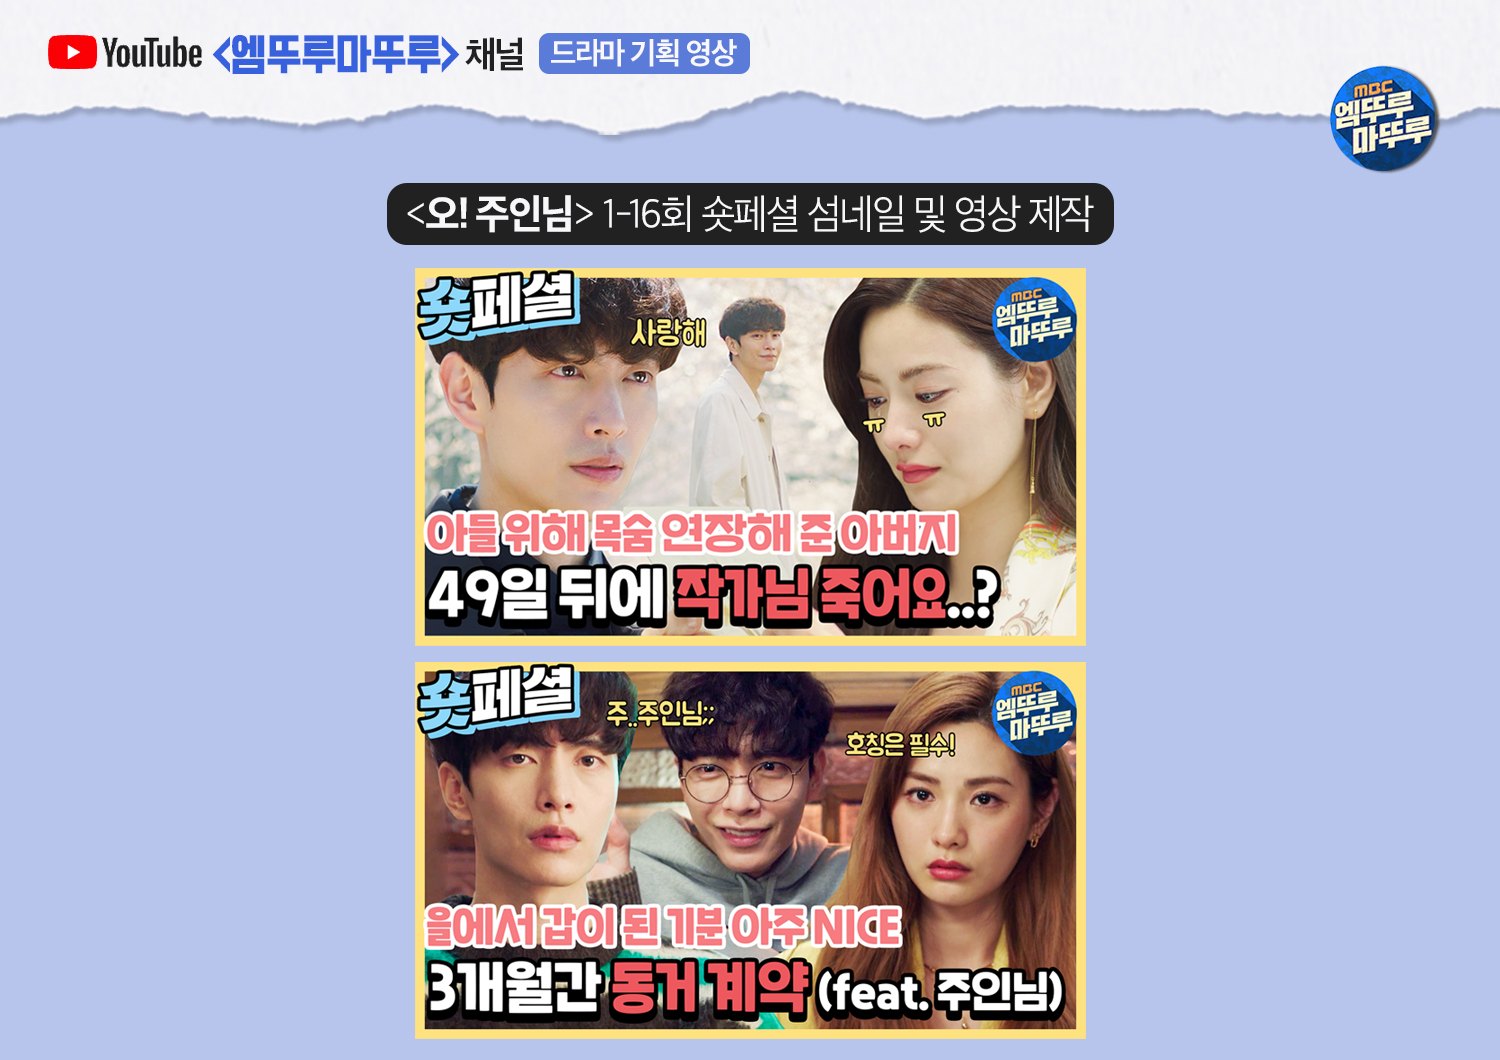 YouTube <엠뚜루마뚜루> 채널 드라마 기획 영상
MBC
엠뚜루
마뚜루
<오! 주인님> 1-16회 숏페셜 섬네일 및 영상 제작
숏페셜
사랑해
MBC
엠뚜루
마뚜루
ㅠ ㅠ
아들 위해 목숨 연장해 준 아버지
49일 뒤에 작가님 죽어요..?
숏페셜
주..주인님;;
호칭은 필수!
MBC
엠뚜루
마뚜루
을에서 갑이 된 기분 아주 NICE
3개월간 동거 계약 (feat. 주인님)